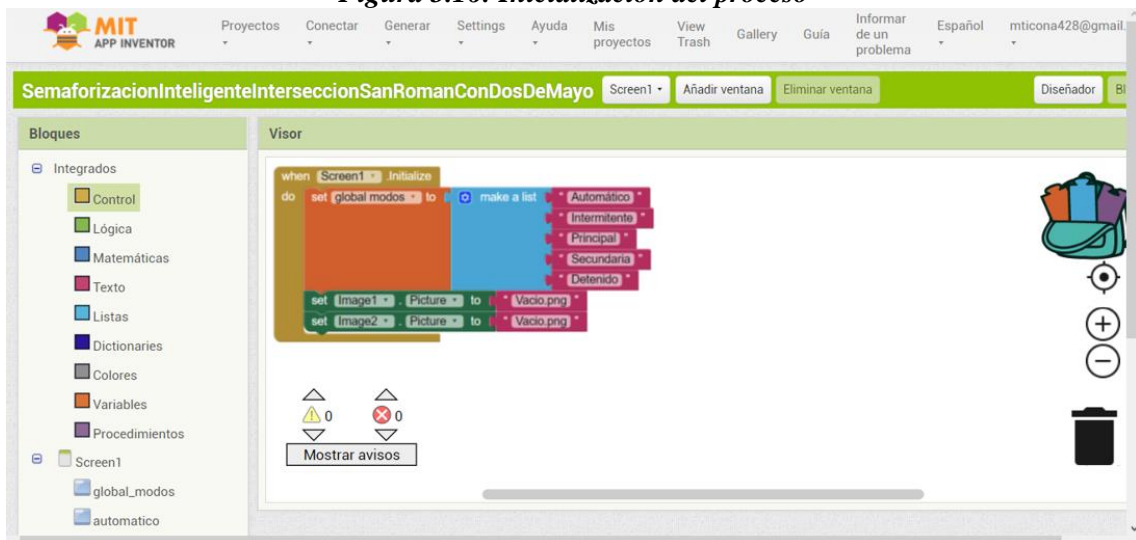 Figura 3.10. Inicialización del proceso
MIT APP INVENTOR
Proyectos Conectar Generar Settings Ayuda Mis proyectos View Trash Gallery Guía Informar de un problema Español mticona428@gmail.
SemaforizacionInteligenteInterseccionSanRomanConDosDeMayo Screen1 Añadir ventana Eliminar ventana Diseñador Bl
Bloques Visor
Integrados
Control
Lógica
Matemáticas
Texto
Listas
Dictionaries
Colores
Variables
Procedimientos
Screen1
global_modos
automatico
when Screen1 .Initialize
do set global modos to make a list " Automático "
" Intermitente "
" Principal "
" Secundaria "
" Detenido "
set Image1 . Picture to " Vacio.png "
set Image2 . Picture to " Vacio.png "
0 0
Mostrar avisos